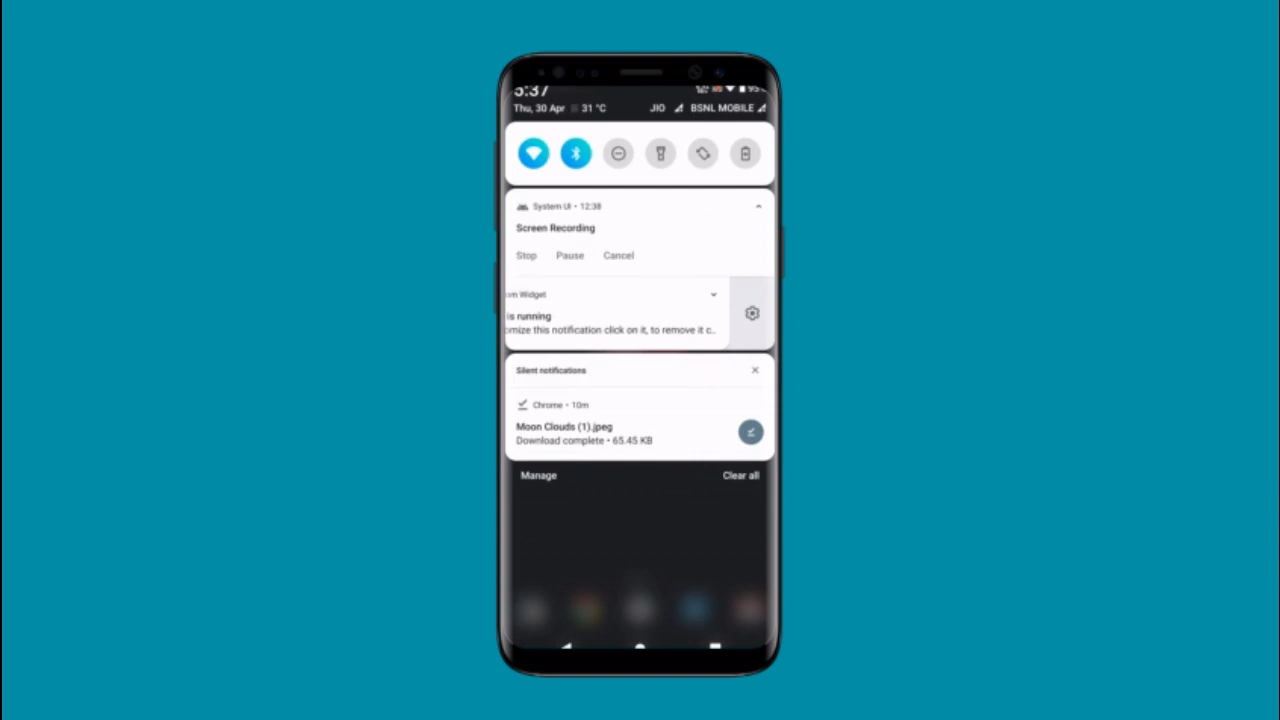 5:37
Thu, 30 Apr 31 °C JIO BSNL MOBILE
System UI • 12:38
Screen Recording
Stop Pause Cancel
om Widget
is running
omize this notification click on it, to remove it c..
Silent notifications
Chrome • 10m
Moon Clouds (1).jpeg
Download complete • 65.45 KB
Manage Clear all